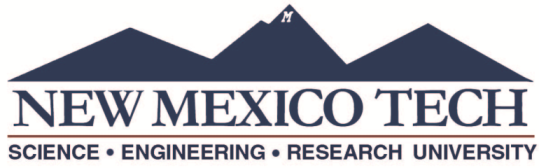 M
NEW MEXICO TECH
SCIENCE • ENGINEERING • RESEARCH UNIVERSITY